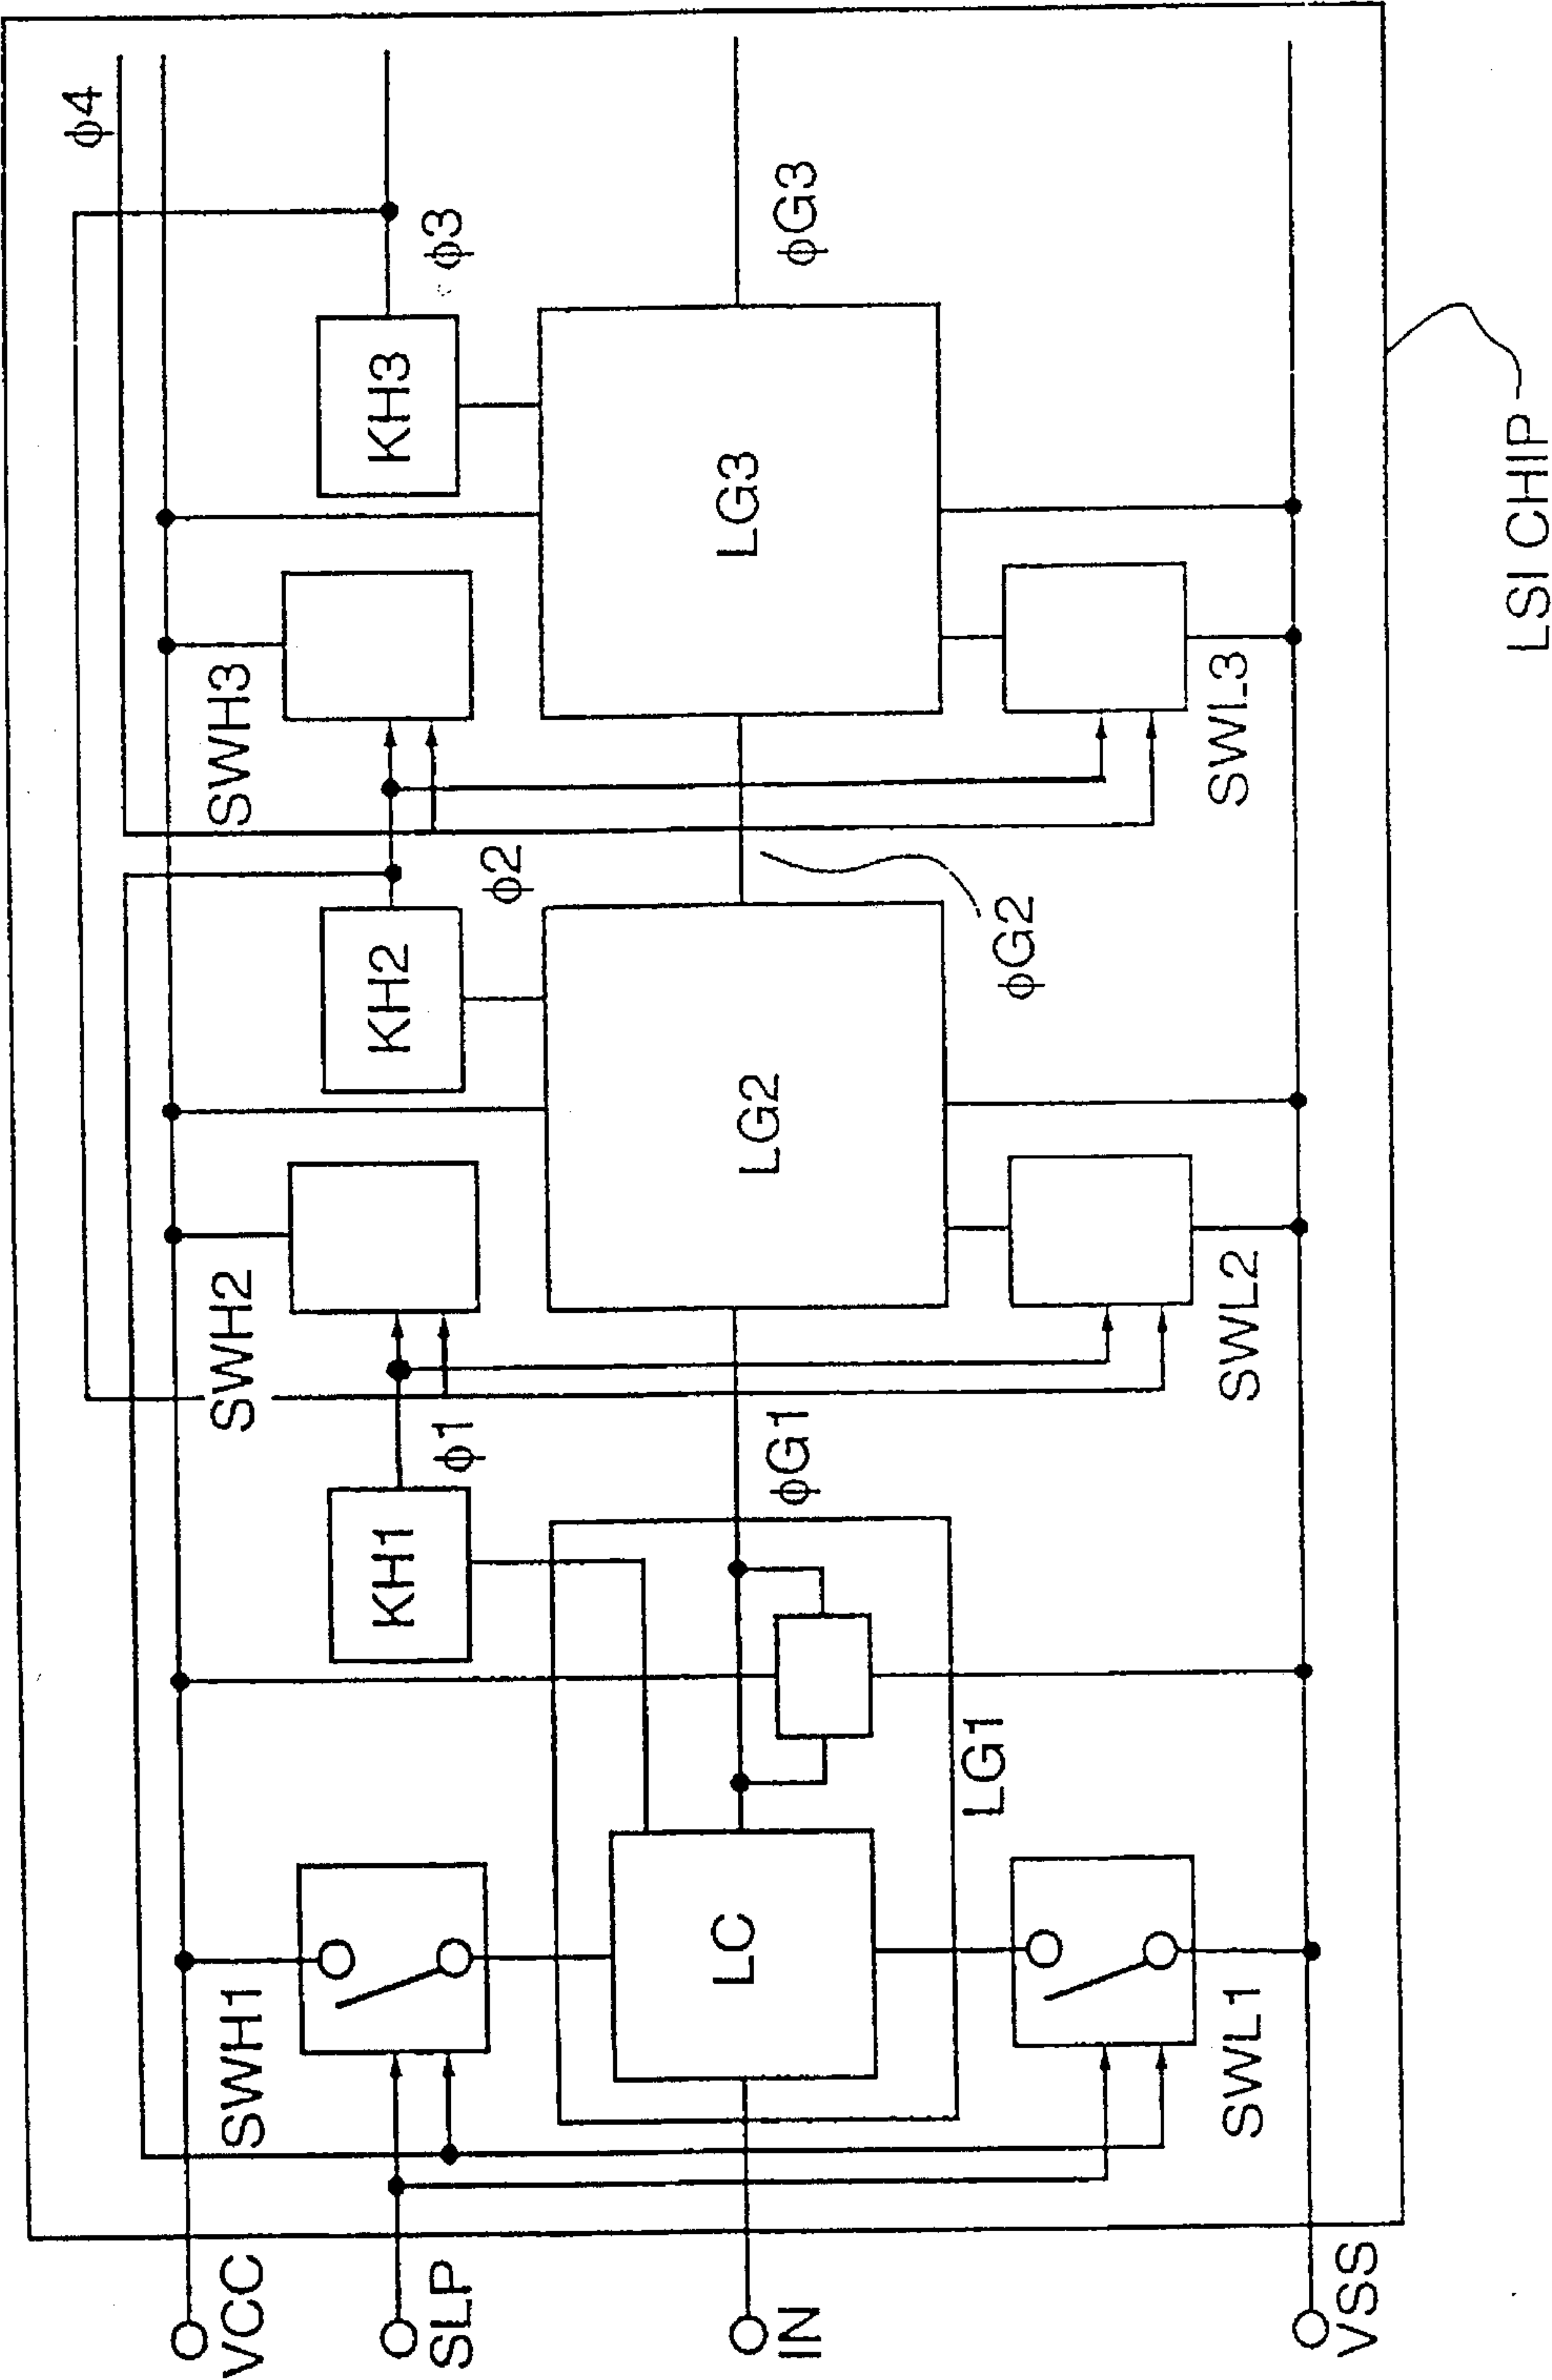 VCC
SLP
IN
VSS
SWH1
LC
SWL1
LG1
KH1
ϕ1
ϕG1
SWH2
LG2
SWL2
KH2
ϕ2
ϕG2
SWH3
LG3
SWL3
KH3
ϕ3
ϕG3
ϕ4
LSI CHIP